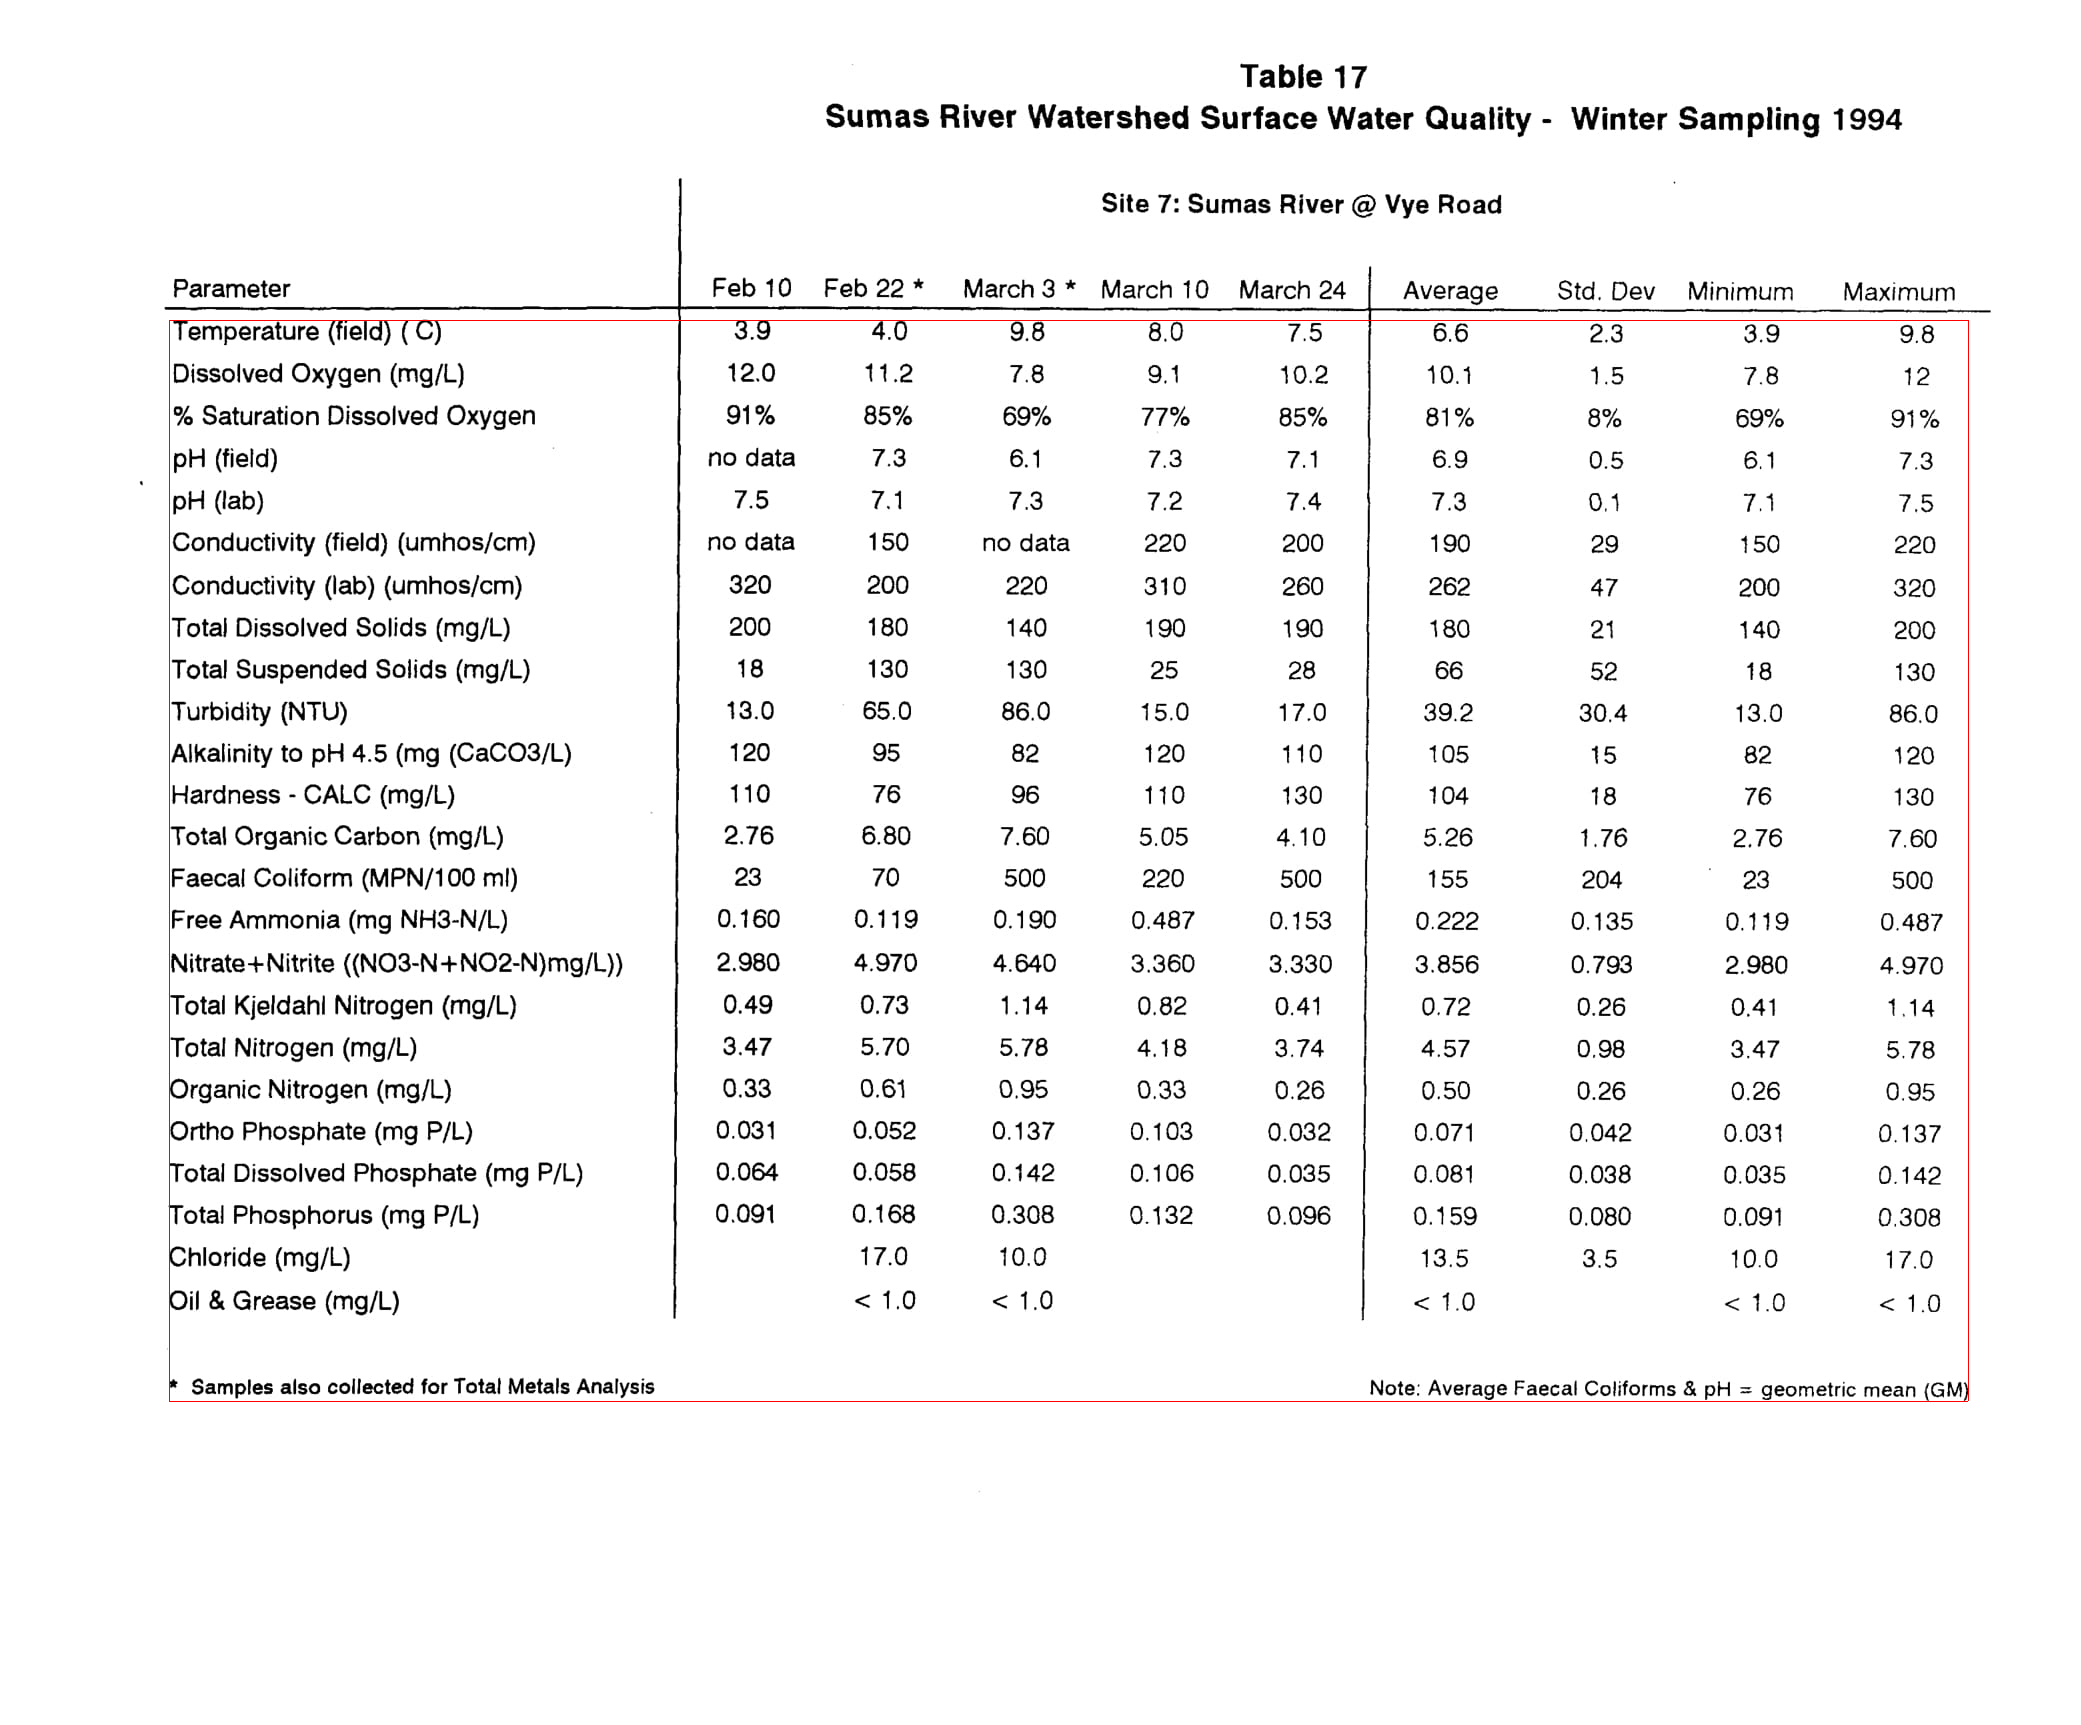 Table 17
Sumas River Watershed Surface Water Quality - Winter Sampling 1994
Site 7: Sumas River @ Vye Road
Parameter Feb 10 Feb 22 * March 3 * March 10 March 24 Average Std. Dev Minimum Maximum
Temperature (field) ( C) 3.9 4.0 9.8 8.0 7.5 6.6 2.3 3.9 9.8
Dissolved Oxygen (mg/L) 12.0 11.2 7.8 9.1 10.2 10.1 1.5 7.8 12
% Saturation Dissolved Oxygen 91% 85% 69% 77% 85% 81% 8% 69% 91%
pH (field) no data 7.3 6.1 7.3 7.1 6.9 0.5 6.1 7.3
pH (lab) 7.5 7.1 7.3 7.2 7.4 7.3 0.1 7.1 7.5
Conductivity (field) (umhos/cm) no data 150 no data 220 200 190 29 150 220
Conductivity (lab) (umhos/cm) 320 200 220 310 260 262 47 200 320
Total Dissolved Solids (mg/L) 200 180 140 190 190 180 21 140 200
Total Suspended Solids (mg/L) 18 130 130 25 28 66 52 18 130
Turbidity (NTU) 13.0 65.0 86.0 15.0 17.0 39.2 30.4 13.0 86.0
Alkalinity to pH 4.5 (mg (CaCO3/L) 120 95 82 120 110 105 15 82 120
Hardness - CALC (mg/L) 110 76 96 110 130 104 18 76 130
Total Organic Carbon (mg/L) 2.76 6.80 7.60 5.05 4.10 5.26 1.76 2.76 7.60
Faecal Coliform (MPN/100 ml) 23 70 500 220 500 155 204 23 500
Free Ammonia (mg NH3-N/L) 0.160 0.119 0.190 0.487 0.153 0.222 0.135 0.119 0.487
Nitrate+Nitrite ((NO3-N+NO2-N)mg/L)) 2.980 4.970 4.640 3.360 3.330 3.856 0.793 2.980 4.970
Total Kjeldahl Nitrogen (mg/L) 0.49 0.73 1.14 0.82 0.41 0.72 0.26 0.41 1.14
Total Nitrogen (mg/L) 3.47 5.70 5.78 4.18 3.74 4.57 0.98 3.47 5.78
Organic Nitrogen (mg/L) 0.33 0.61 0.95 0.33 0.26 0.50 0.26 0.26 0.95
Ortho Phosphate (mg P/L) 0.031 0.052 0.137 0.103 0.032 0.071 0.042 0.031 0.137
Total Dissolved Phosphate (mg P/L) 0.064 0.058 0.142 0.106 0.035 0.081 0.038 0.035 0.142
Total Phosphorus (mg P/L) 0.091 0.168 0.308 0.132 0.096 0.159 0.080 0.091 0.308
Chloride (mg/L) 17.0 10.0 13.5 3.5 10.0 17.0
Oil & Grease (mg/L) < 1.0 < 1.0 < 1.0 < 1.0 < 1.0
* Samples also collected for Total Metals Analysis Note: Average Faecal Coliforms & pH = geometric mean (GM)